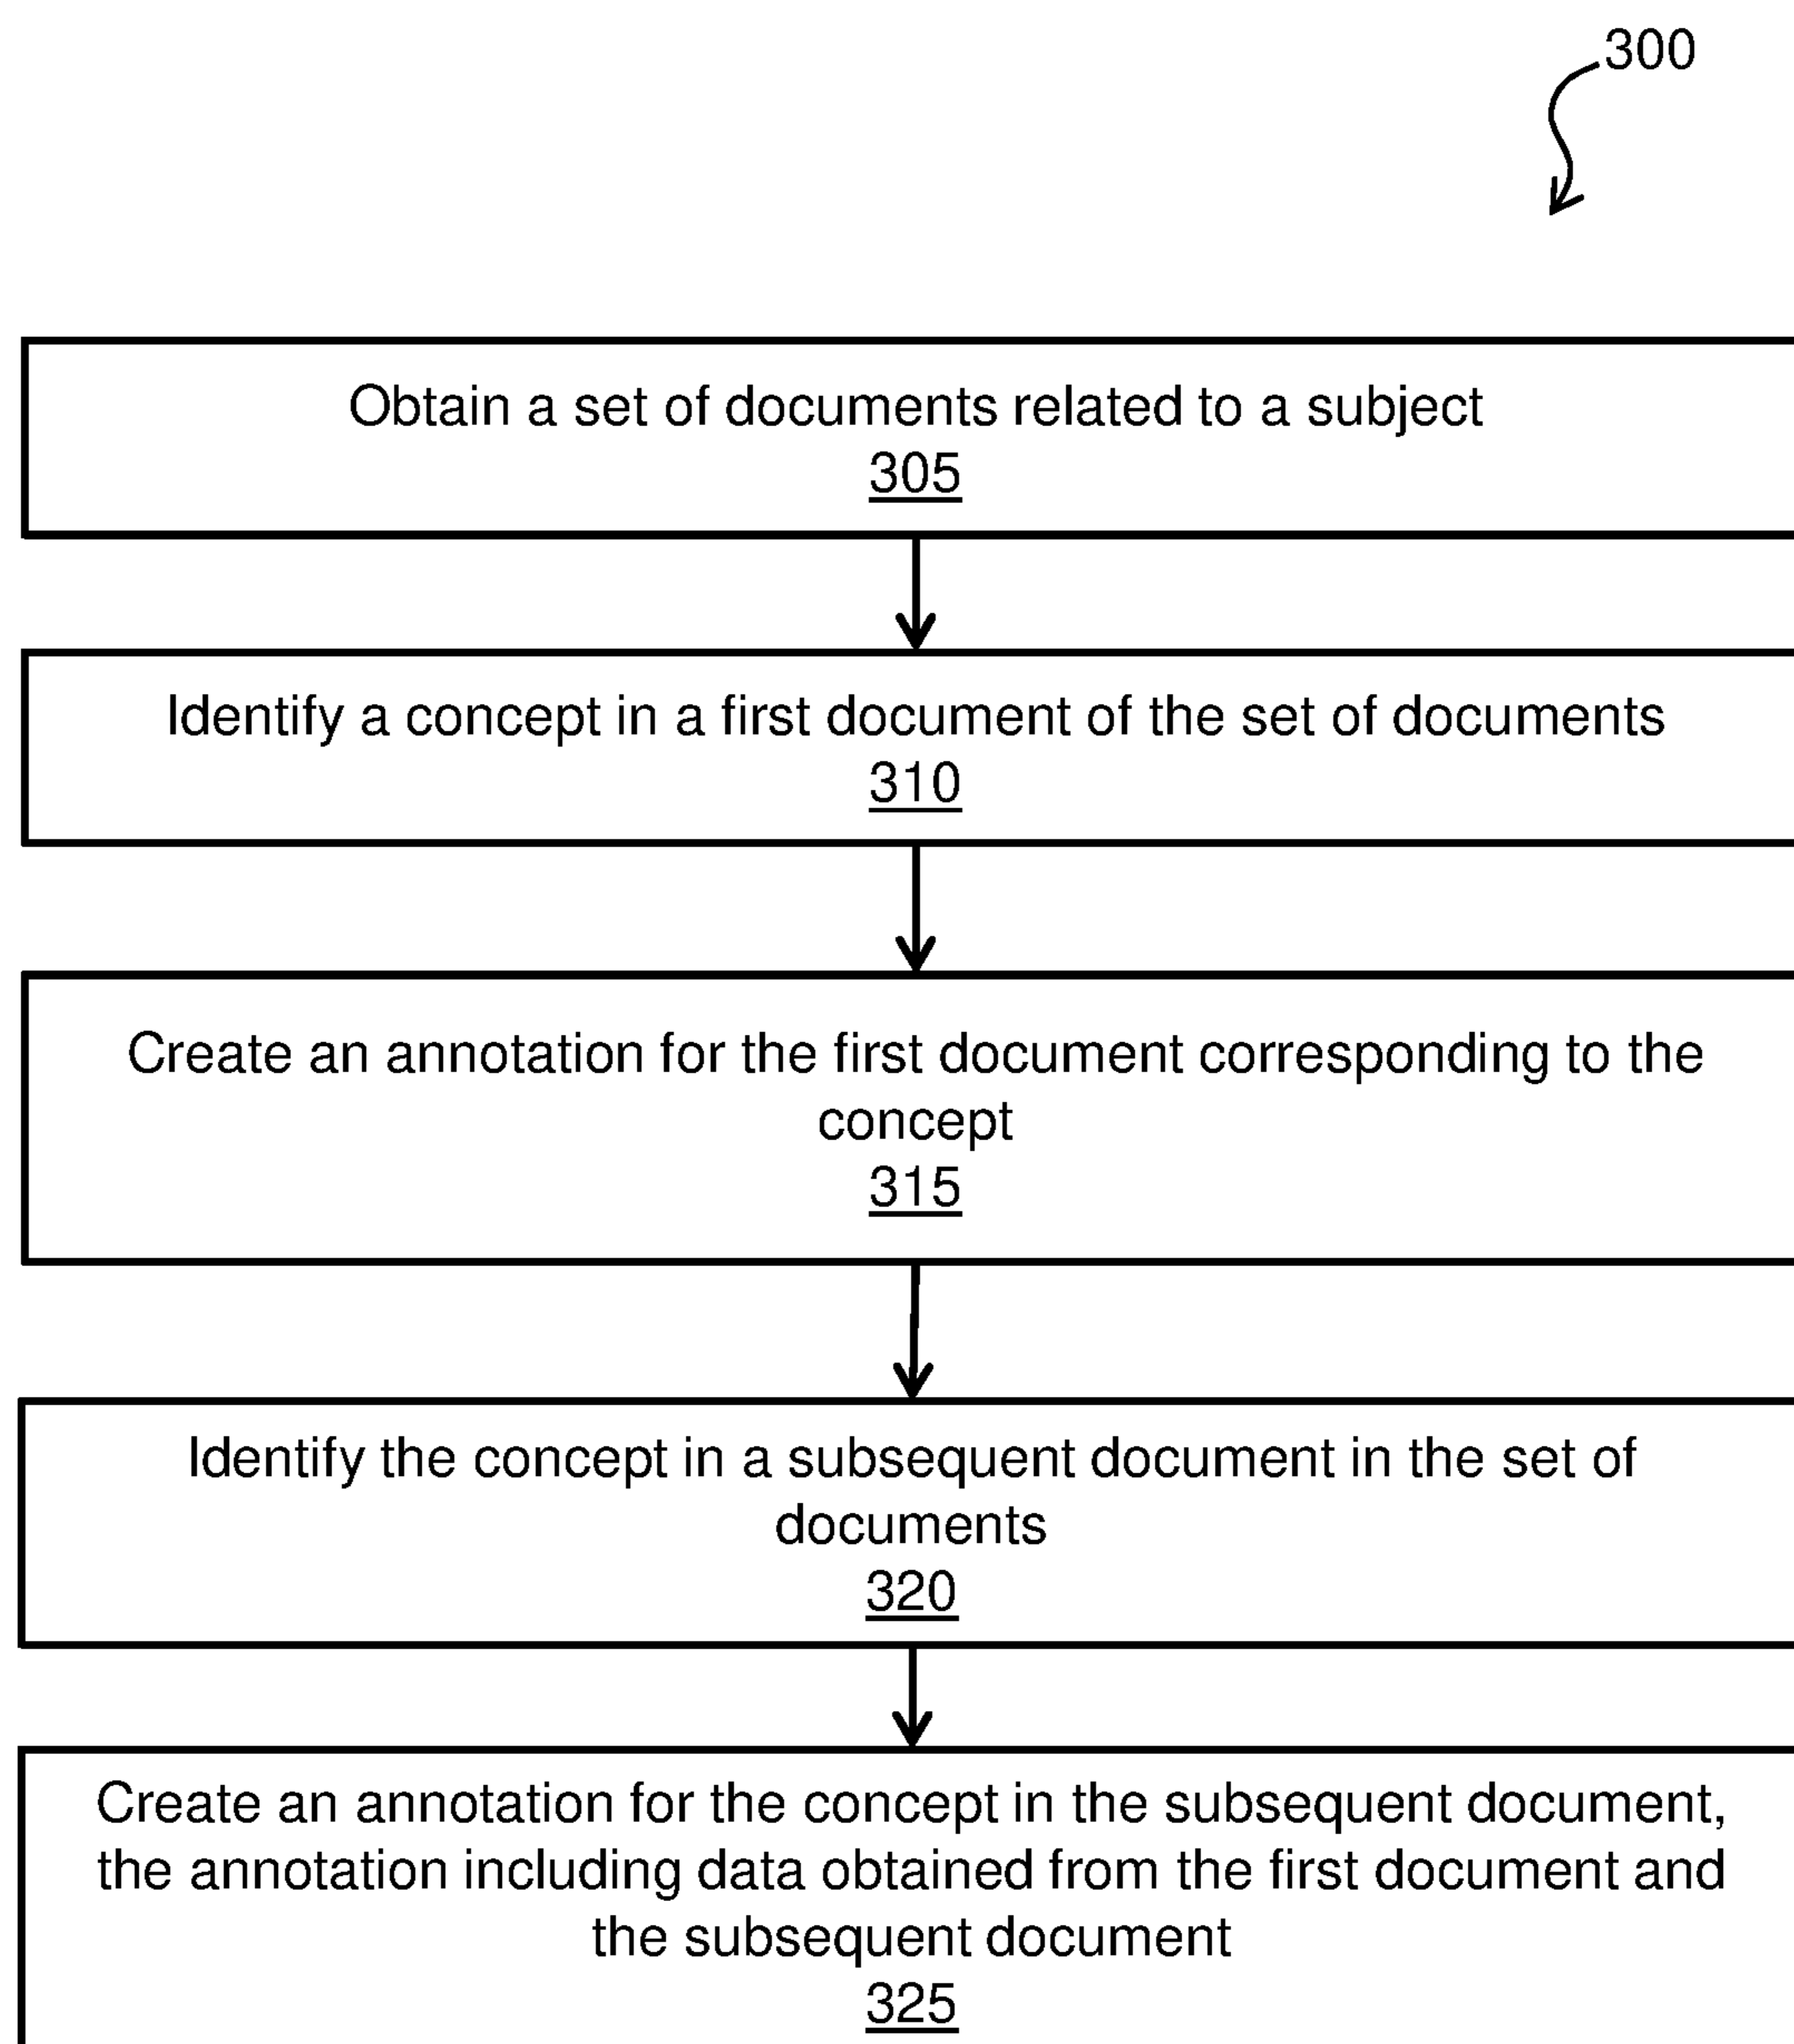 300
Obtain a set of documents related to a subject
305
Identify a concept in a first document of the set of documents
310
Create an annotation for the first document corresponding to the
concept
315
Identify the concept in a subsequent document in the set of
documents
320
Create an annotation for the concept in the subsequent document,
the annotation including data obtained from the first document and
the subsequent document
325